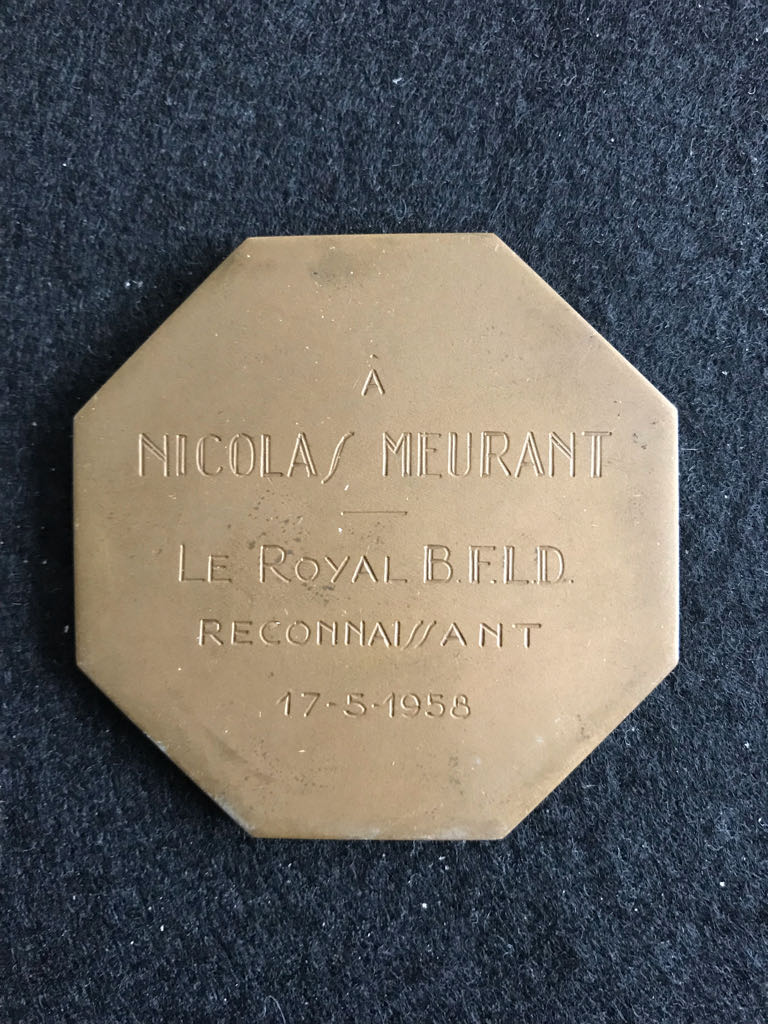 À
NICOLAS MEURANT
LE ROYAL B.F.L.D.
RECONNAISSANT
17-5-1958